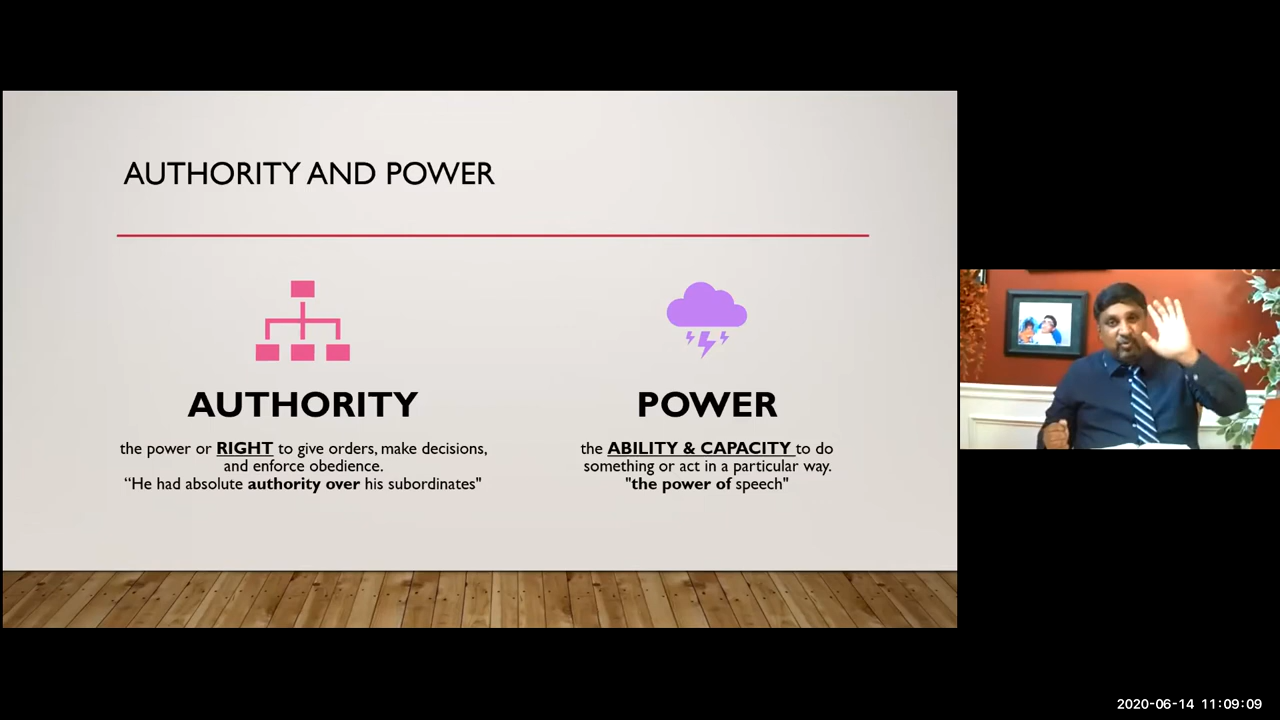 AUTHORITY AND POWER
AUTHORITY
the power or RIGHT to give orders, make decisions,
and enforce obedience.
“He had absolute authority over his subordinates"
POWER
the ABILITY & CAPACITY to do
something or act in a particular way.
"the power of speech"
2020-06-14 11:09:09